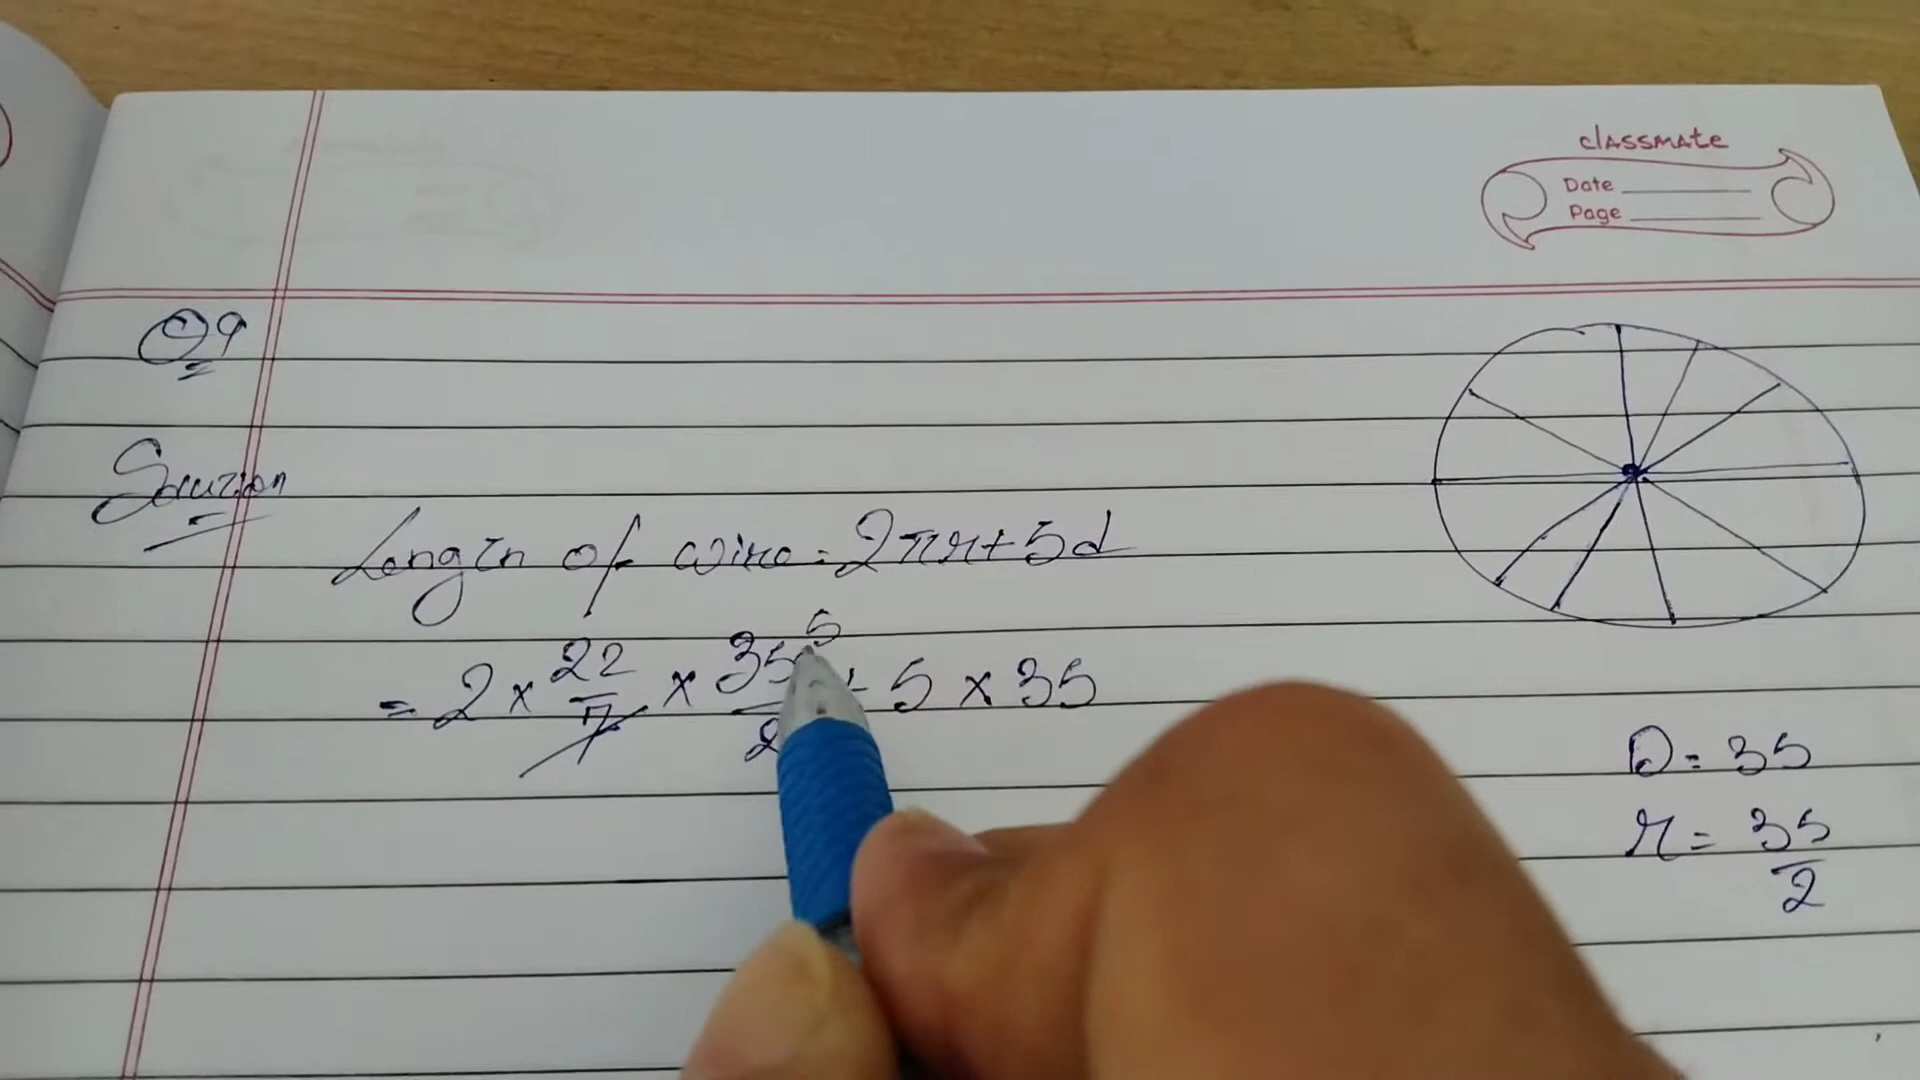 classmate
Date
Page
Q9
Solution
Length of wire = 2πr + 5d
= 2 × 22/7 × 35/2 5 + 5 × 35
D = 35
r = 35/2